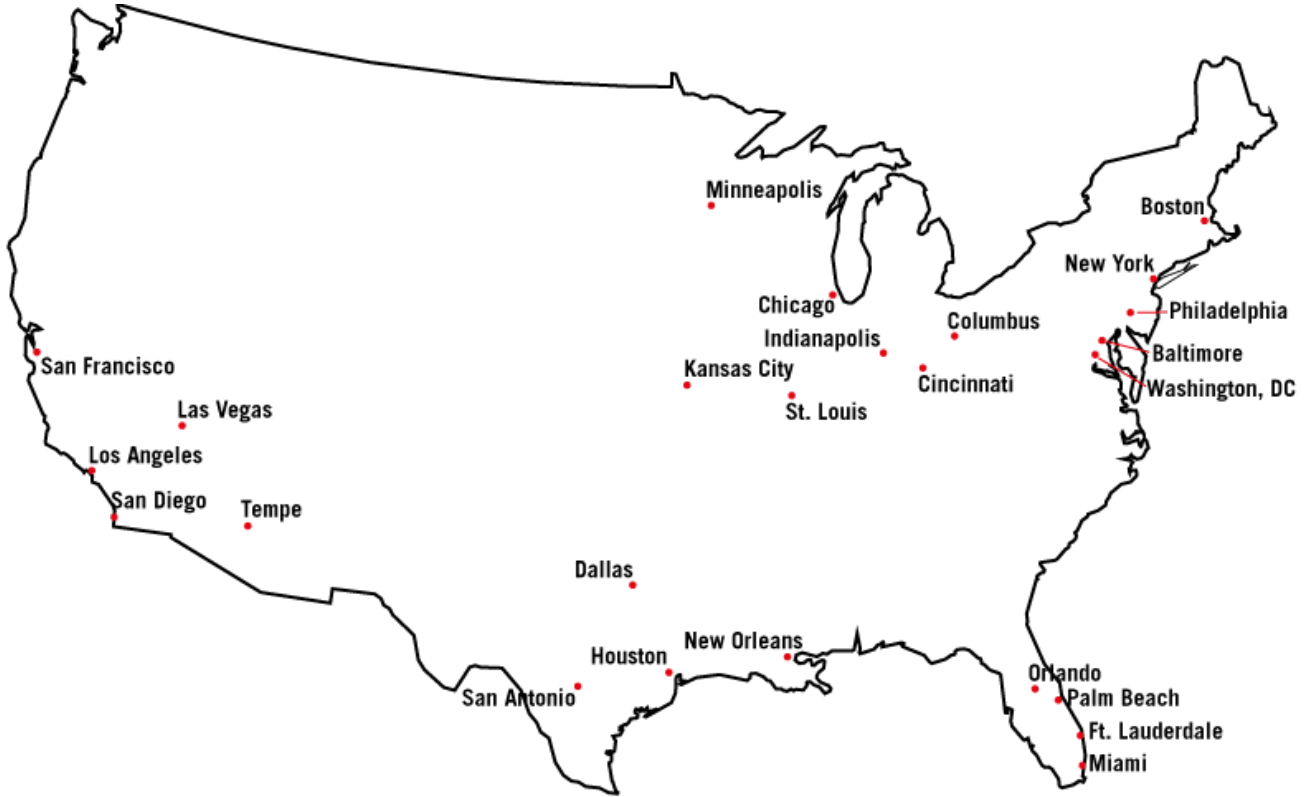 Minneapolis
Boston
New York
Chicago
Philadelphia
Columbus
Indianapolis
Baltimore
San Francisco
Kansas City
Cincinnati
Washington, DC
Las Vegas
St. Louis
Los Angeles
San Diego
Tempe
Dallas
New Orleans
Houston
Orlando
San Antonio
Palm Beach
Ft. Lauderdale
Miami